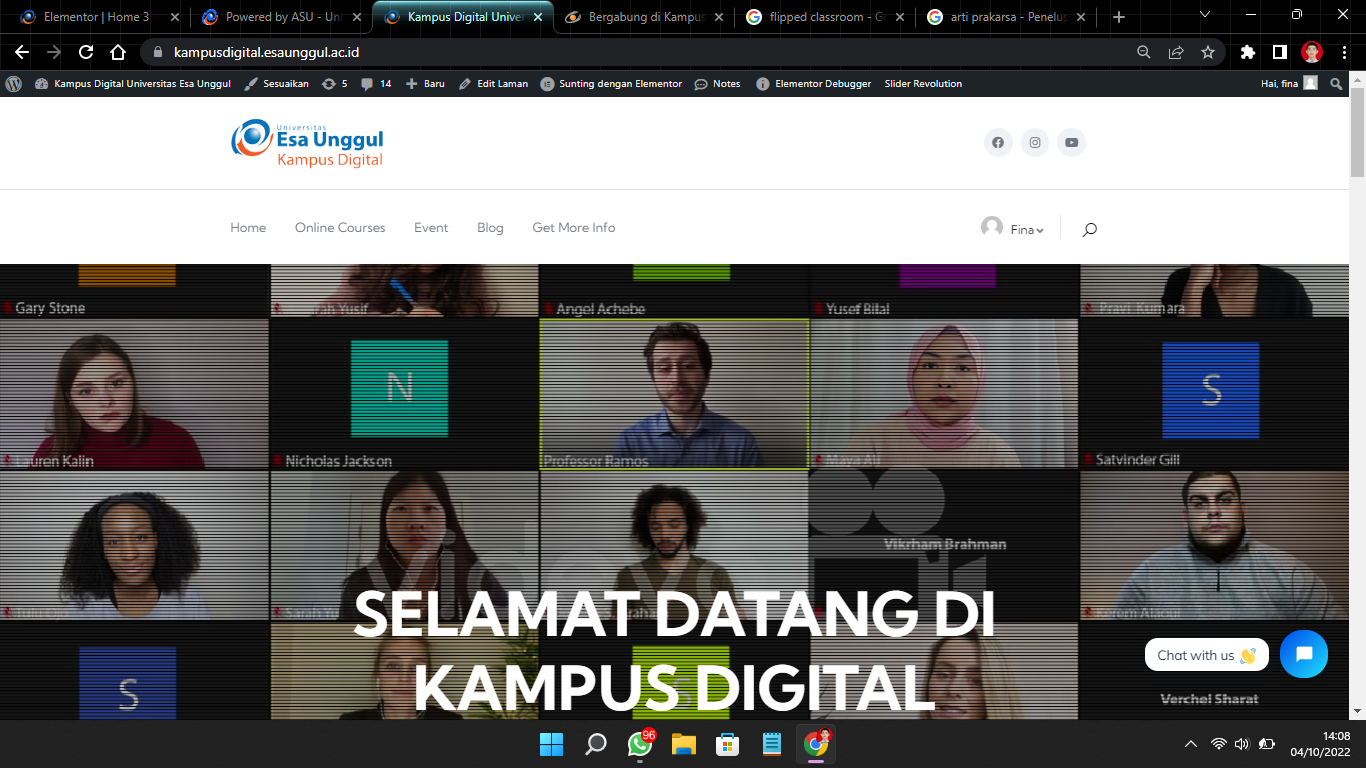 Elementor | Home 3
Powered by ASU - Uni
Kampus Digital Univer
Bergabung di Kampus
flipped classroom - Go
arti prakarsa - Penelus
kampusdigital.esaunggul.ac.id
Kampus Digital Universitas Esa Unggul
Sesuaikan
5
14
Baru
Edit Laman
Sunting dengan Elementor
Notes
Elementor Debugger
Slider Revolution
Hai, fina
Universitas
Esa Unggul
Kampus Digital
Home
Online Courses
Event
Blog
Get More Info
Fina
Gary Stone
Yusif
Angel Achebe
Yusef Bilal
Pravi Kumara
N
S
Lauren Kalin
Nicholas Jackson
Professor Ramos
Maya Ali
Satvinder Gill
Vikrham Brahman
Tulu Oju
Sarah Yu
Kerem Alaoui
SELAMAT DATANG DI
KAMPUS DIGITAL
S
S
Verchel Sharat
Chat with us
96
14:08
04/10/2022